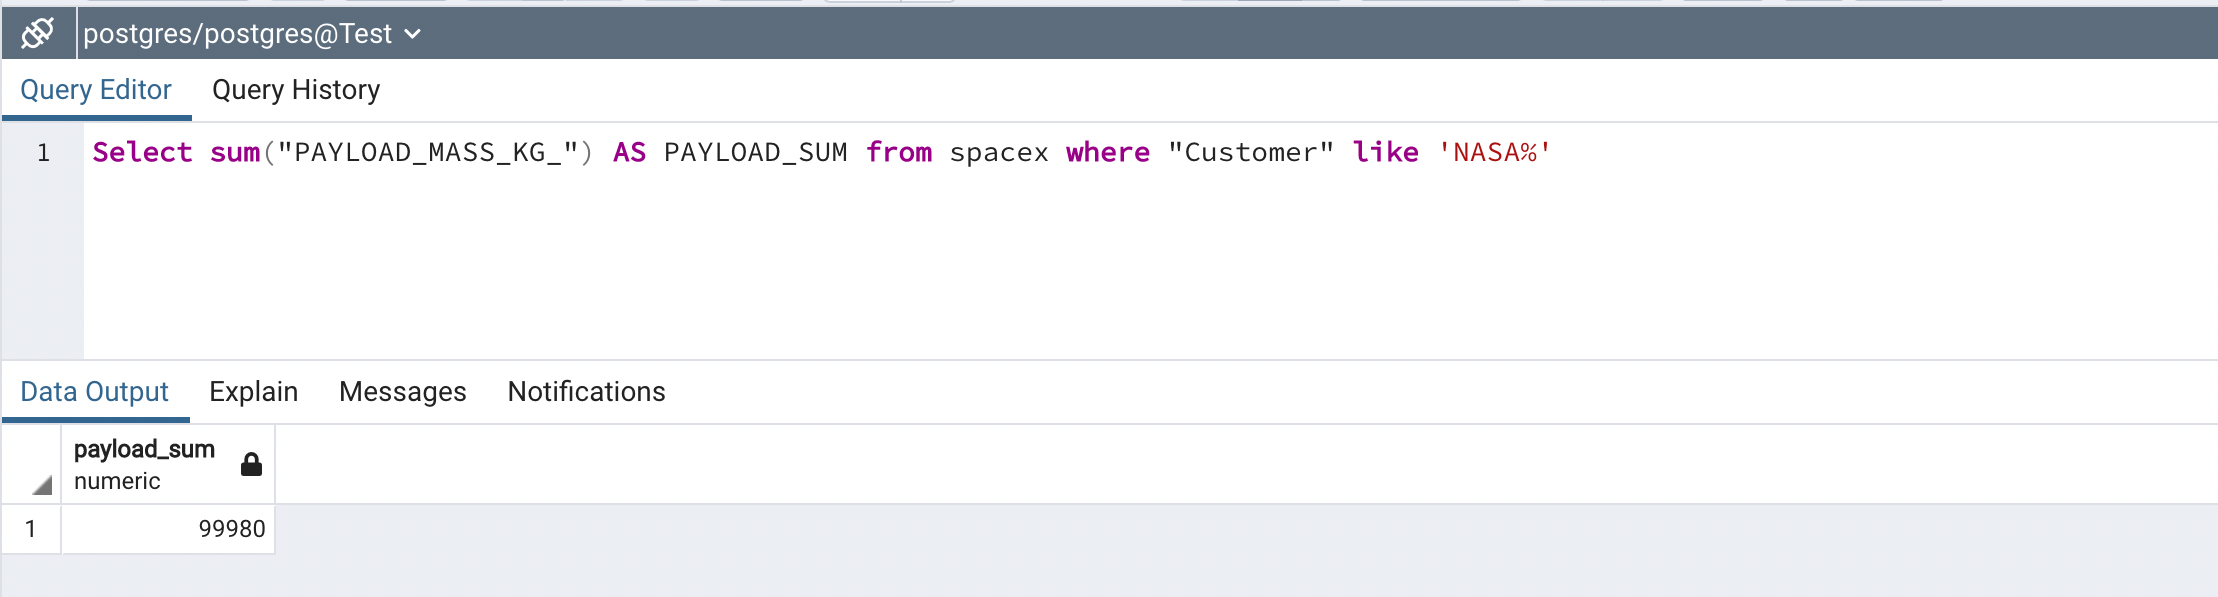 postgres/postgres@Test
Query Editor Query History
1 Select sum("PAYLOAD_MASS_KG_") AS PAYLOAD_SUM from spacex where "Customer" like 'NASA%'
Data Output Explain Messages Notifications
payload_sum
numeric
1 99980